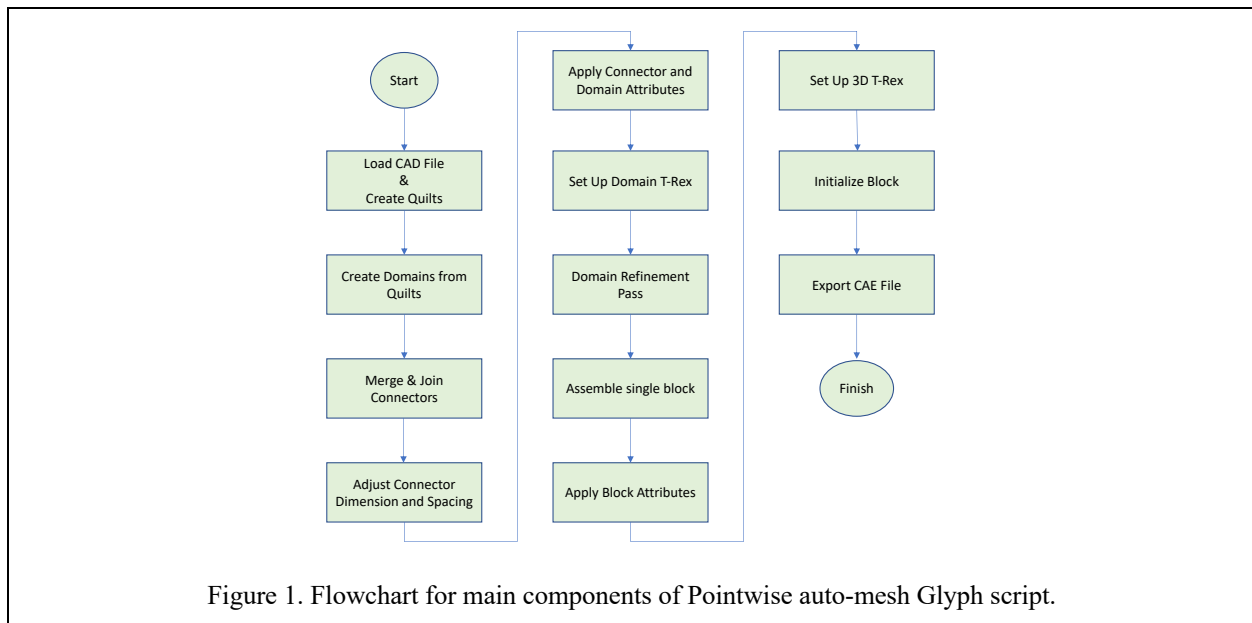 Start
Load CAD File
&
Create Quilts
Create Domains from
Quilts
Merge & Join
Connectors
Adjust Connector
Dimension and Spacing
Apply Connector and
Domain Attributes
Set Up Domain T-Rex
Domain Refinement
Pass
Assemble single block
Apply Block Attributes
Set Up 3D T-Rex
Initialize Block
Export CAE File
Finish
Figure 1. Flowchart for main components of Pointwise auto-mesh Glyph script.